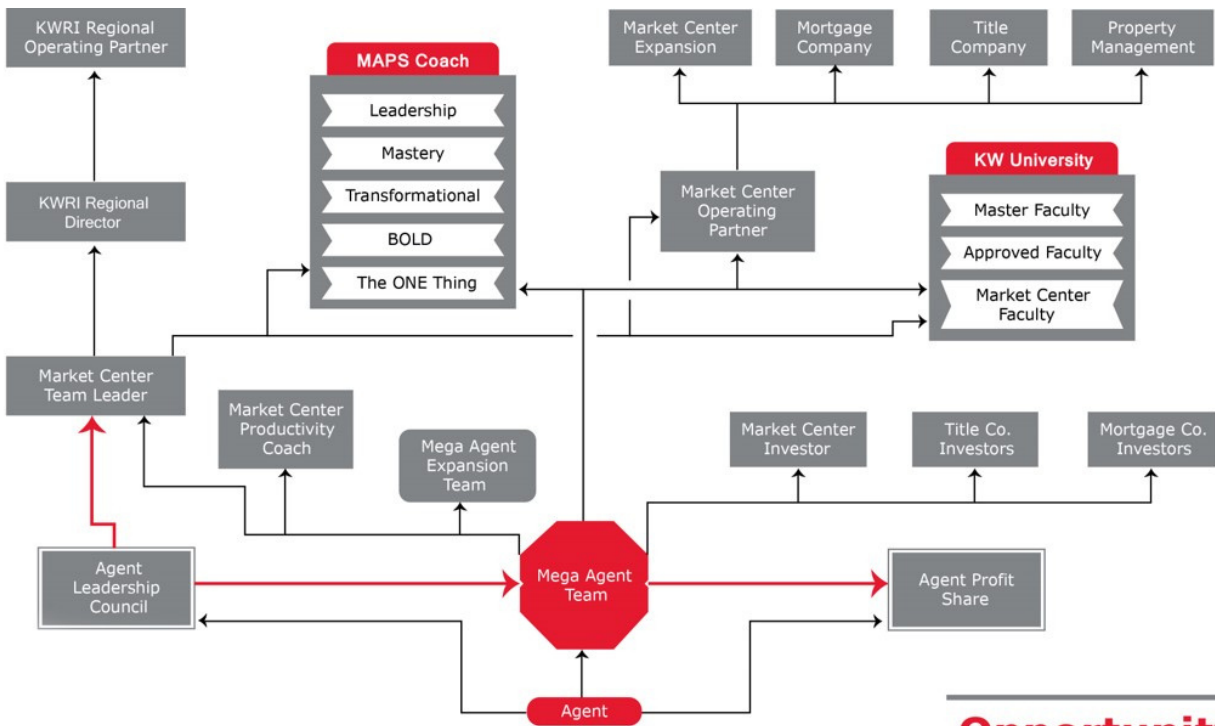 KWRI Regional
Operating Partner
MAPS Coach
Leadership
Mastery
Transformational
BOLD
The ONE Thing
Market Center
Expansion
Mortgage
Company
Title
Company
Property
Management
KWRI Regional
Director
Market Center
Operating
Partner
KW University
Master Faculty
Approved Faculty
Market Center
Faculty
Market Center
Team Leader
Market Center
Productivity
Coach
Mega Agent
Expansion
Team
Market Center
Investor
Title Co.
Investors
Mortgage Co.
Investors
Agent
Leadership
Council
Mega Agent
Team
Agent Profit
Share
Agent